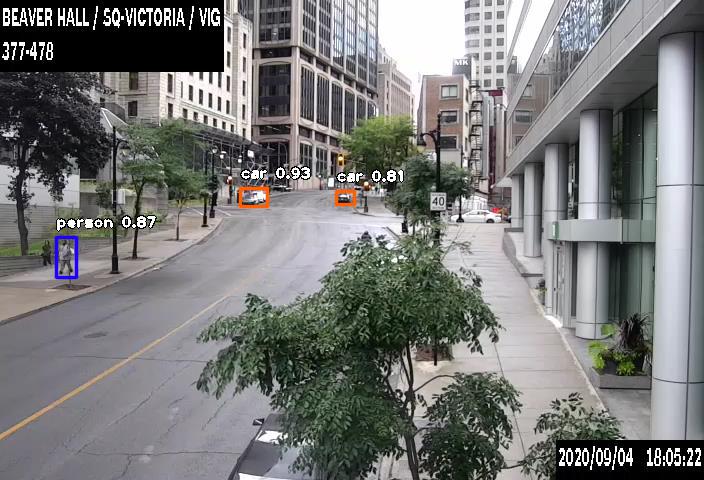 BEAVER HALL / SQ-VICTORIA / VIG
377-478
MK
car 0.93
car 0.81
40
person 0.87
2020/09/04 18:05:22